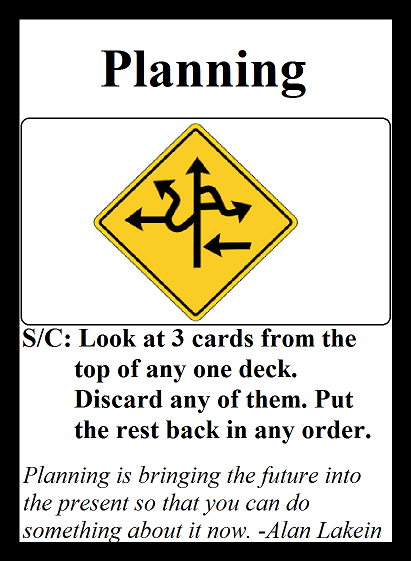 Planning
S/C: Look at 3 cards from the
top of any one deck.
Discard any of them. Put
the rest back in any order.
Planning is bringing the future into
the present so that you can do
something about it now. -Alan Lakein